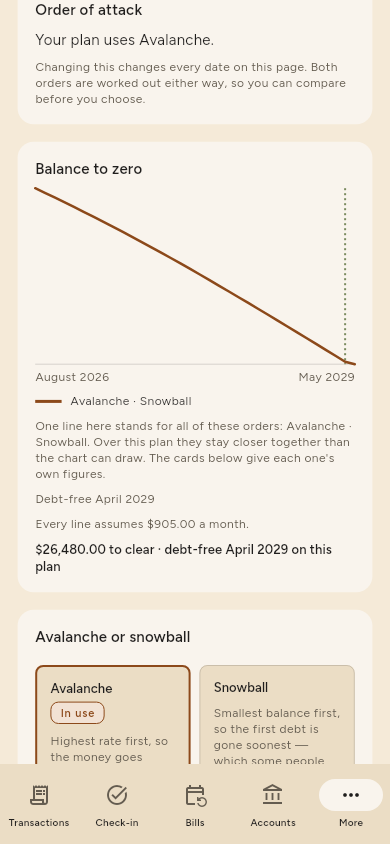 Order of attack
Your plan uses Avalanche.
Changing this changes every date on this page. Both
orders are worked out either way, so you can compare
before you choose.
Balance to zero
August 2026
May 2029
Avalanche · Snowball
One line here stands for all of these orders: Avalanche ·
Snowball. Over this plan they stay closer together than
the chart can draw. The cards below give each one's
own figures.
Debt-free April 2029
Every line assumes $905.00 a month.
$26,480.00 to clear · debt-free April 2029 on this
plan
Avalanche or snowball
Avalanche
In use
Highest rate first, so
the money goes
Snowball
Smallest balance first,
so the first debt is
gone soonest —
which some people
Transactions
Check-in
Bills
Accounts
More